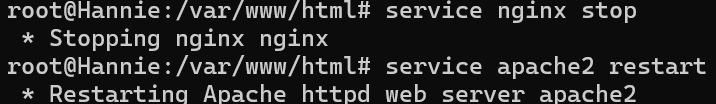 root@Hannie:/var/www/html# service nginx stop
 * Stopping nginx nginx
root@Hannie:/var/www/html# service apache2 restart
 * Restarting Apache httpd web server apache2